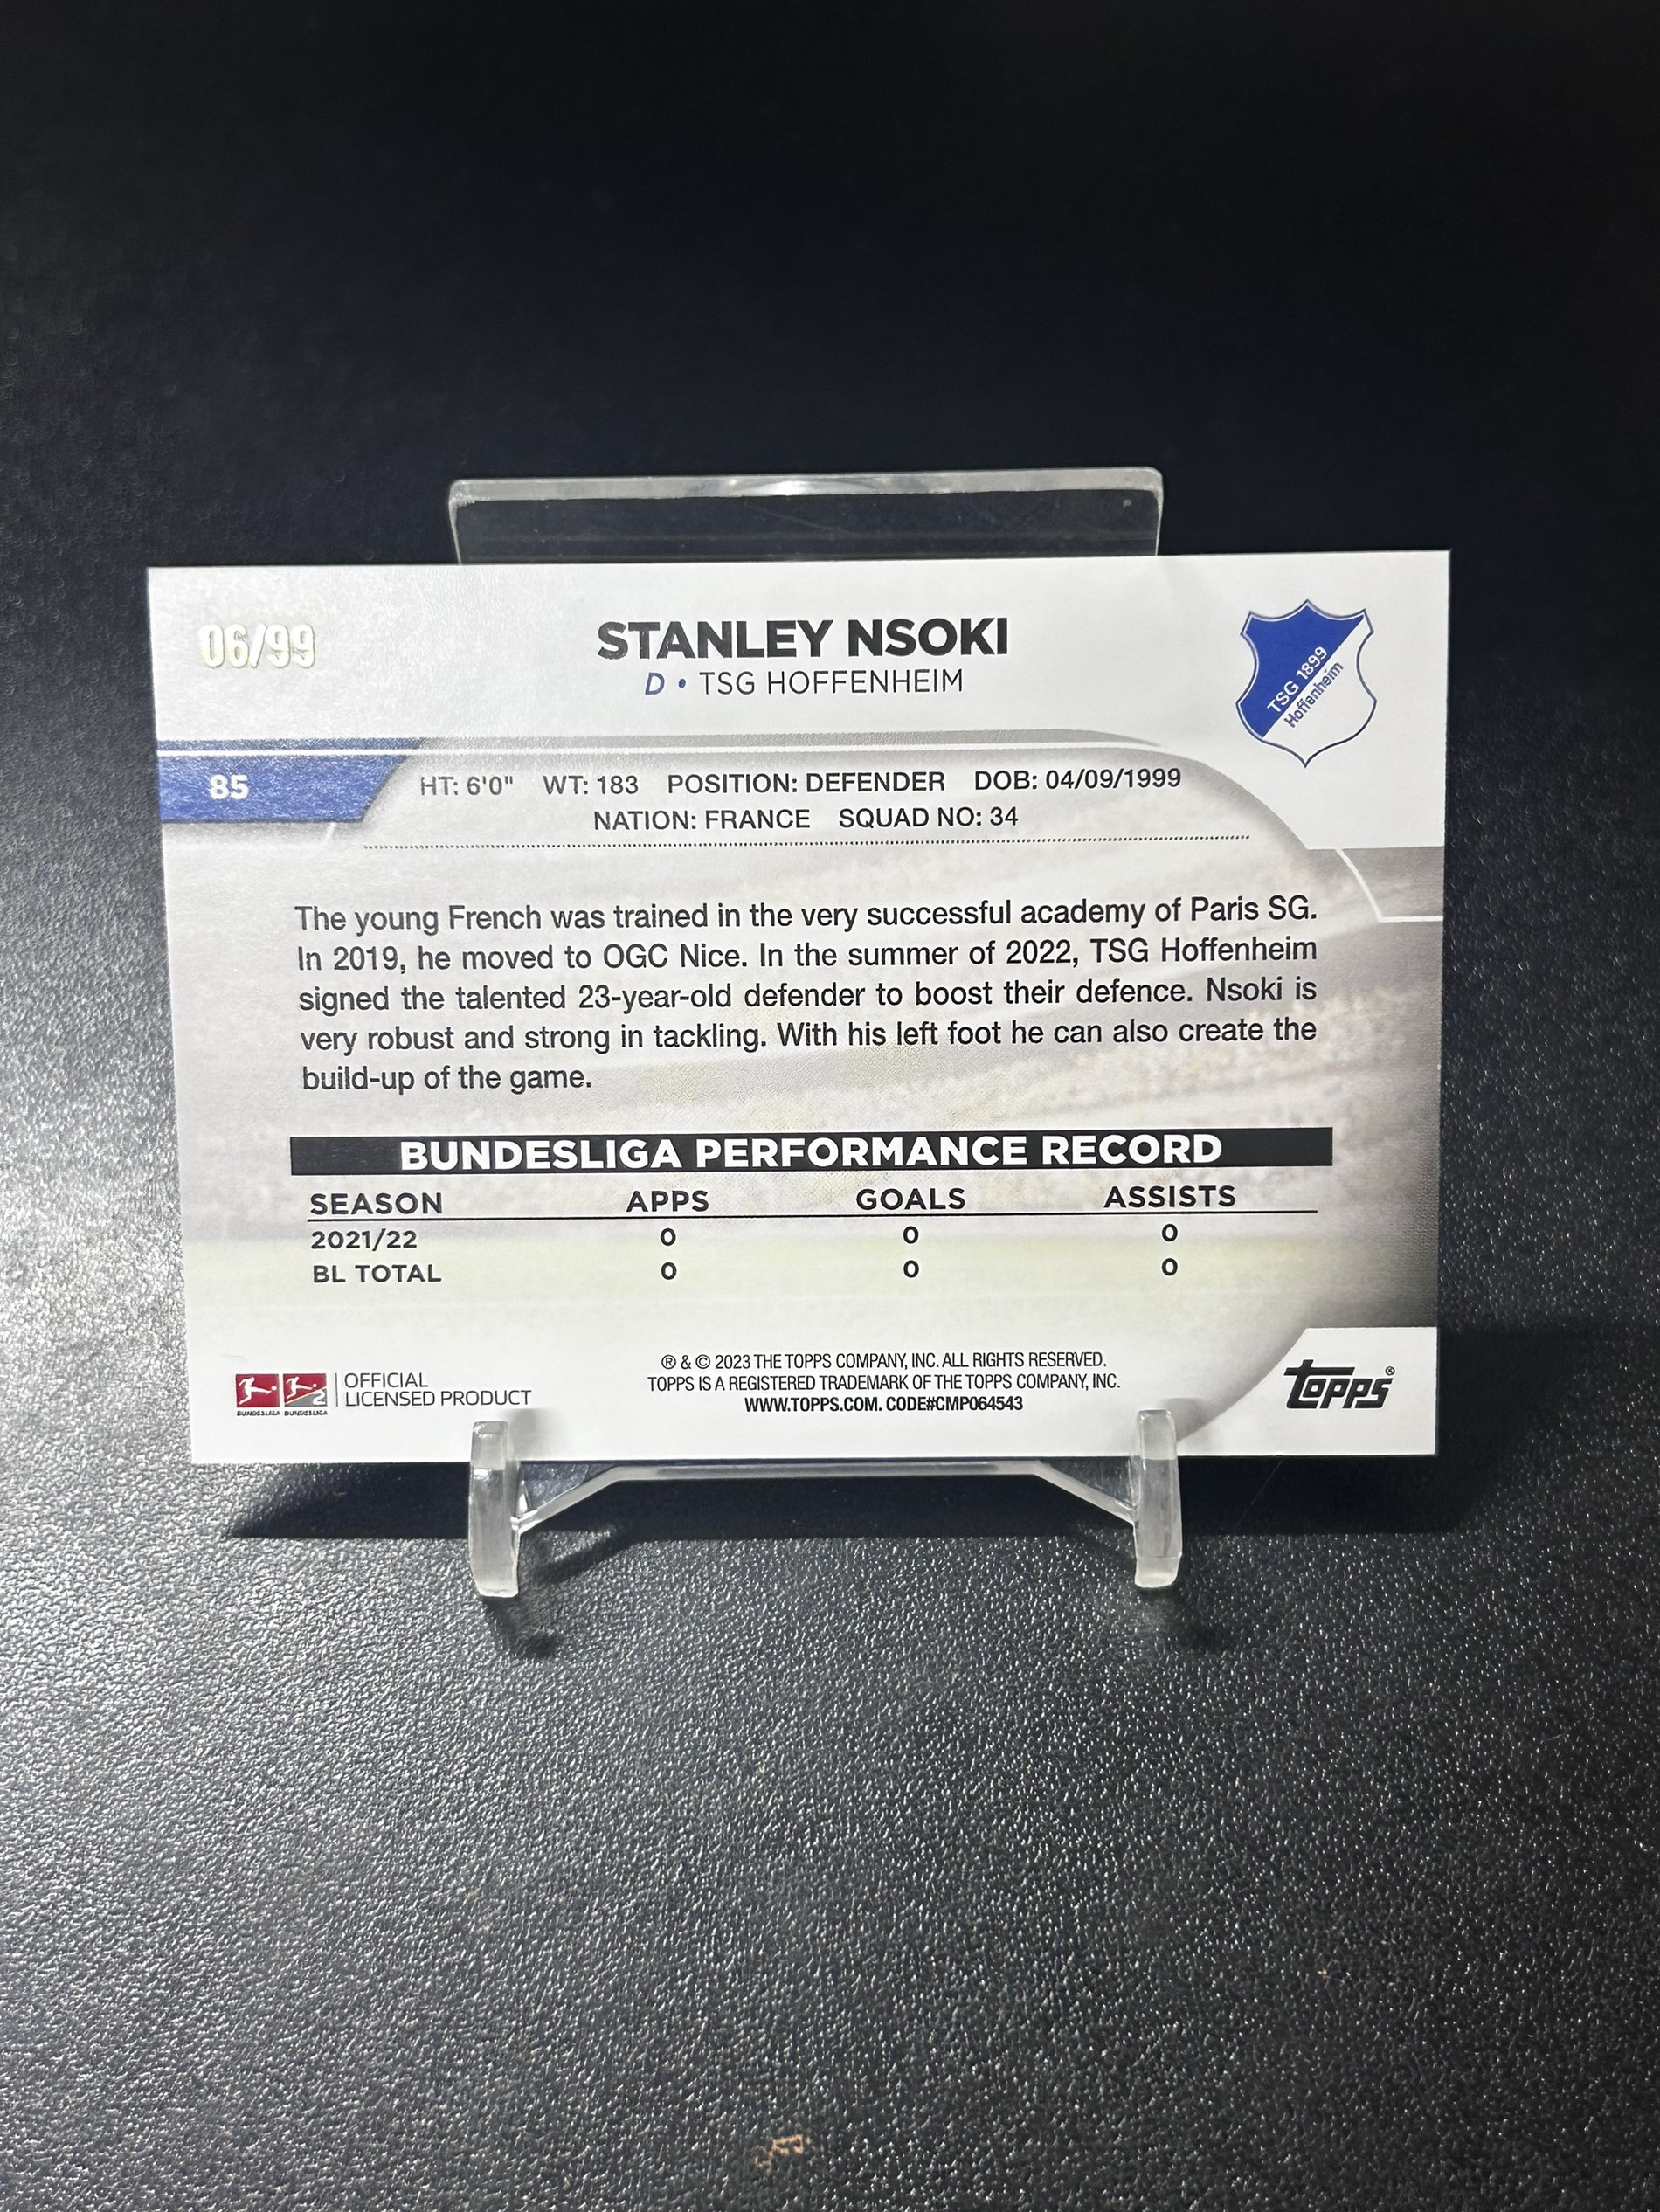 06/99
STANLEY NSOKI
D • TSG HOFFENHEIM
TSG 1899
Hoffenheim
85
HT: 6'0" WT: 183 POSITION: DEFENDER DOB: 04/09/1999
NATION: FRANCE SQUAD NO: 34
The young French was trained in the very successful academy of Paris SG.
In 2019, he moved to OGC Nice. In the summer of 2022, TSG Hoffenheim
signed the talented 23-year-old defender to boost their defence. Nsoki is
very robust and strong in tackling. With his left foot he can also create the
build-up of the game.
BUNDESLIGA PERFORMANCE RECORD
SEASON APPS GOALS ASSISTS
2021/22 0 0 0
BL TOTAL 0 0 0
BUNDESLIGA BUNDESLIGA
OFFICIAL
LICENSED PRODUCT
® & © 2023 THE TOPPS COMPANY, INC. ALL RIGHTS RESERVED.
TOPPS IS A REGISTERED TRADEMARK OF THE TOPPS COMPANY, INC.
WWW.TOPPS.COM. CODE#CMP064543
topps®